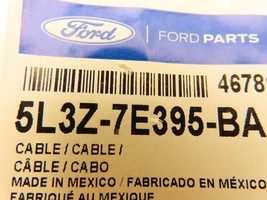 Ford FORD PARTS
4678
5L3Z-7E395-BA
CABLE / CABLE /
CÂBLE / CABO
MADE IN MEXICO / FABRICADO EN MÉXICO
FABRIQUÉ AU MEXIQUE